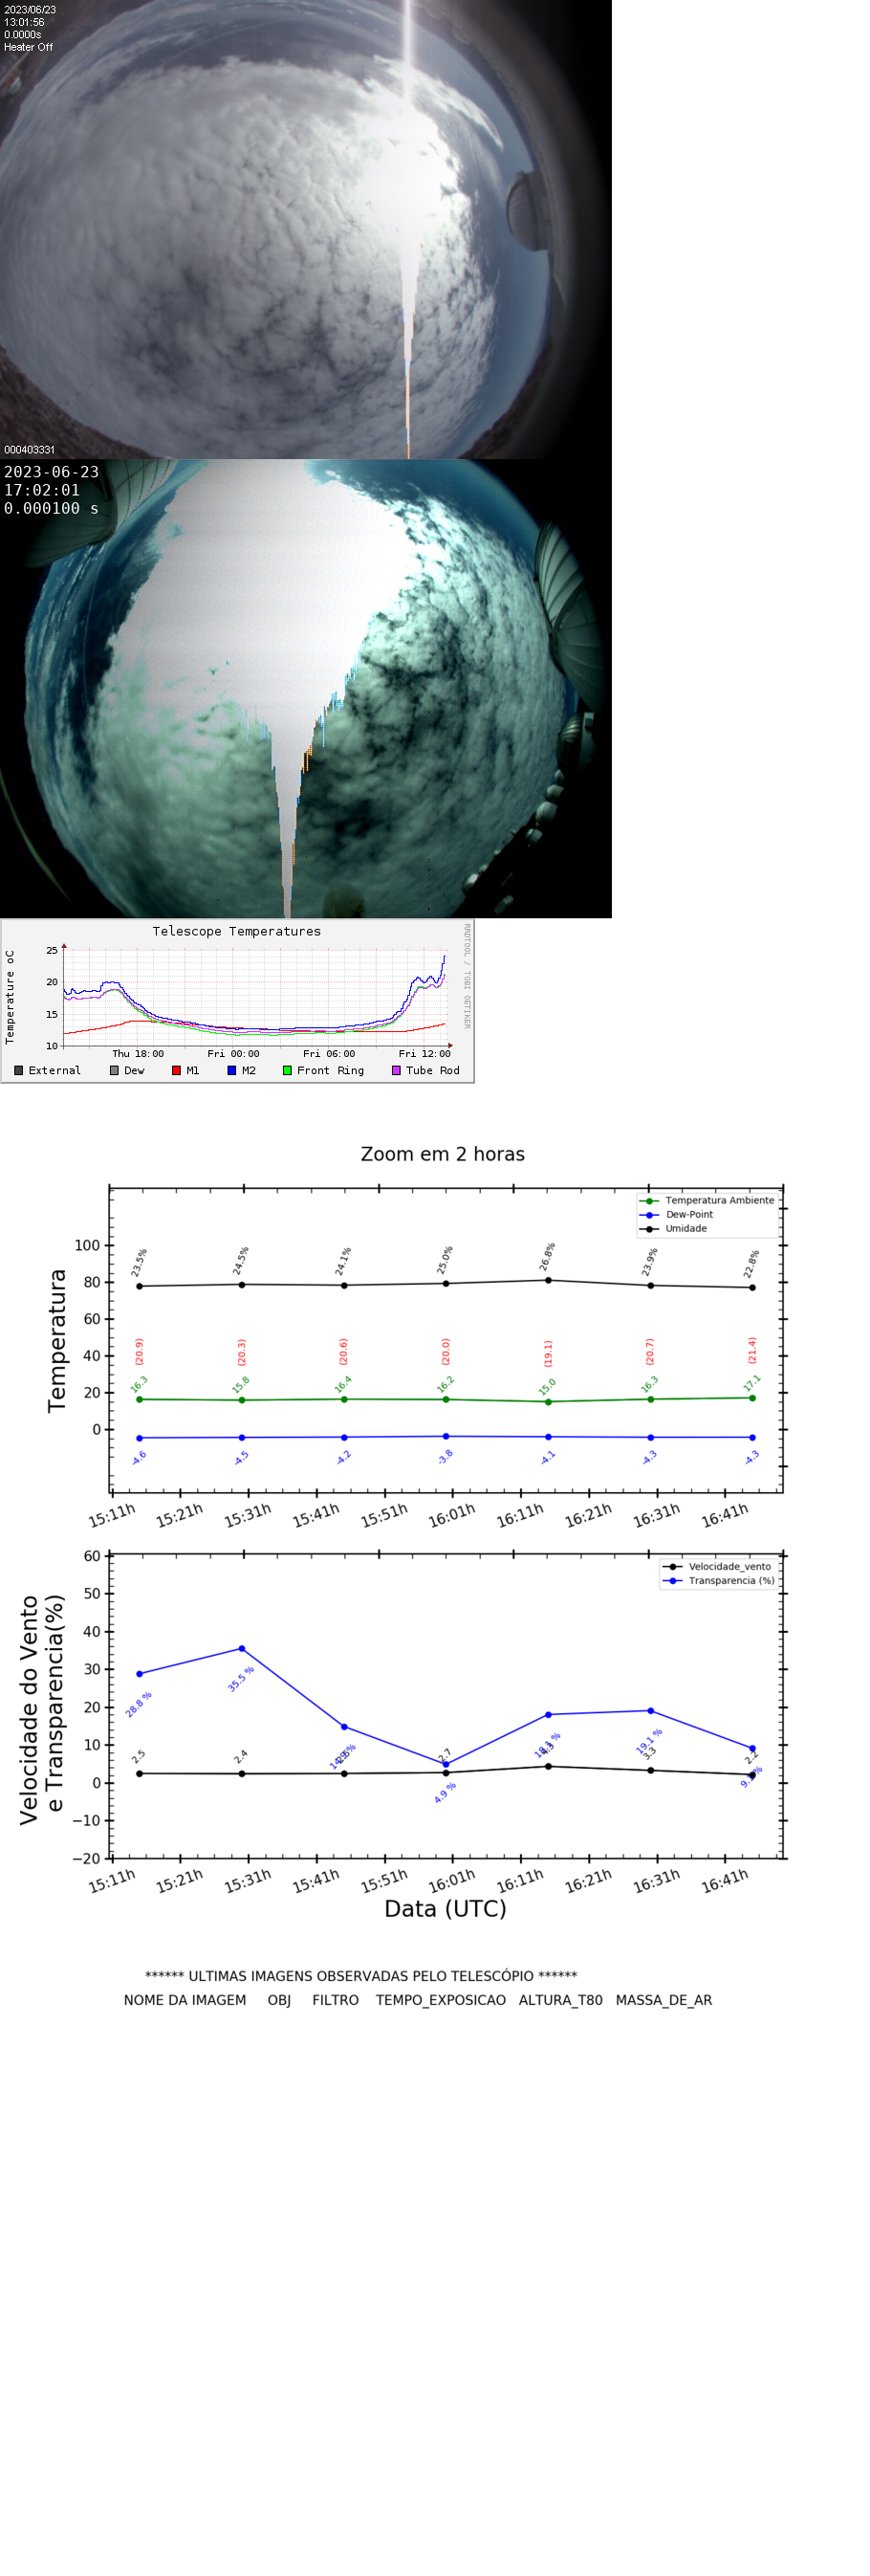 2023/06/23
13:01:56
0.0000s
Heater Off
000403331
2023-06-23
17:02:01
0.000100 s
Telescope Temperatures
RRDTOOL / TOBI OETIKER
Temperature oC
25
20
15
10
Thu 18:00 Fri 00:00 Fri 06:00 Fri 12:00
External Dew M1 M2 Front Ring Tube Rod
Zoom em 2 horas
Temperatura Ambiente
Dew-Point
Umidade
Temperatura
100
80
60
40
20
0
23.5% 24.5% 24.1% 25.0% 26.8% 23.9% 22.8%
(20.9) (20.3) (20.6) (20.0) (19.1) (20.7) (21.4)
16.3 15.8 16.4 16.2 15.0 16.3 17.1
-4.6 -4.5 -4.2 -3.8 -4.1 -4.3 -4.3
15:11h 15:21h 15:31h 15:41h 15:51h 16:01h 16:11h 16:21h 16:31h 16:41h
Velocidade_vento
Transparencia (%)
Velocidade do Vento
e Transparencia(%)
60
50
40
30
20
10
0
−10
−20
28.8 % 35.5 % 4.9 % 19.1 %
2.5 2.4 2.7 3.3 2.2
15:11h 15:21h 15:31h 15:41h 15:51h 16:01h 16:11h 16:21h 16:31h 16:41h
Data (UTC)
****** ULTIMAS IMAGENS OBSERVADAS PELO TELESCÓPIO ******
NOME DA IMAGEM OBJ FILTRO TEMPO_EXPOSICAO ALTURA_T80 MASSA_DE_AR